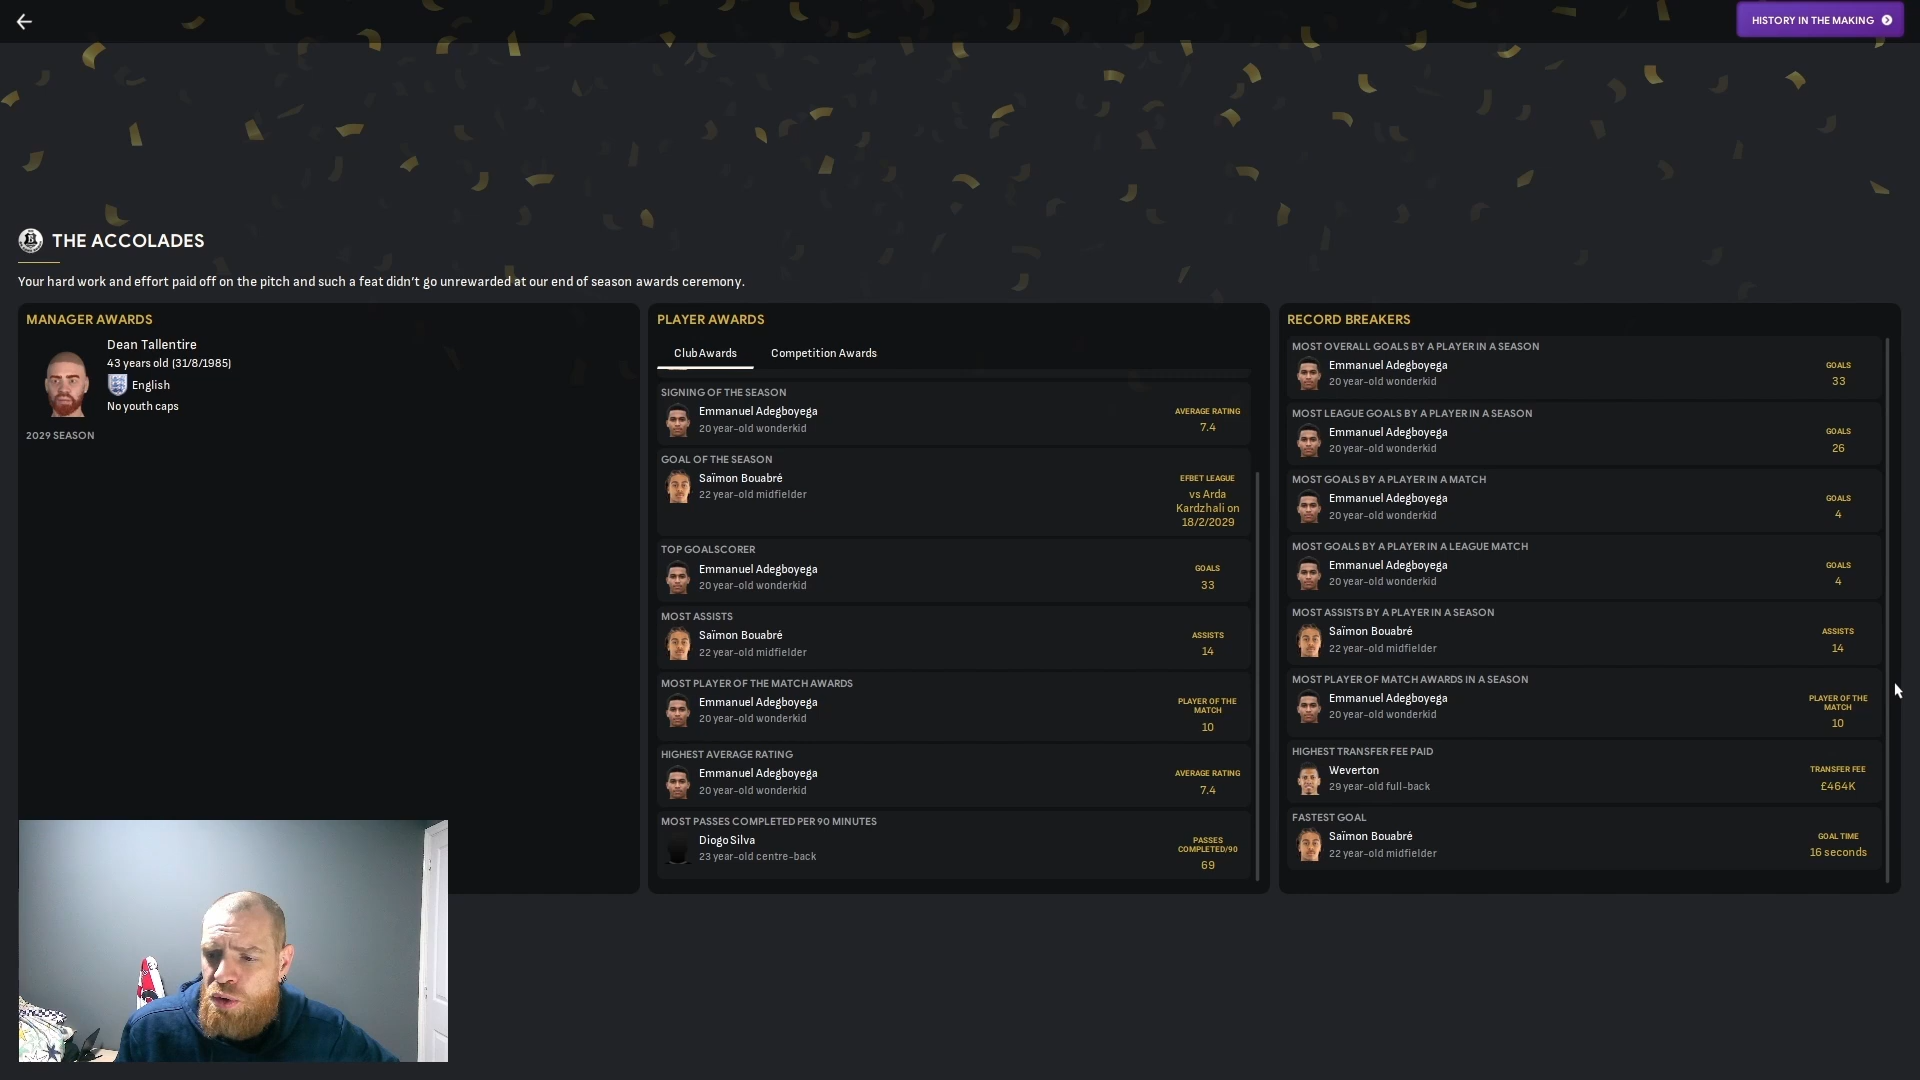 HISTORY IN THE MAKING
THE ACCOLADES
Your hard work and effort paid off on the pitch and such a feat didn't go unrewarded at our end of season awards ceremony.
MANAGER AWARDS
Dean Tallentire
43 years old (31/8/1985)
English
No youth caps
2029 SEASON
PLAYER AWARDS
Club Awards
Competition Awards
SIGNING OF THE SEASON
Emmanuel Adegboyega
20 year-old wonderkid
AVERAGE RATING
7.4
GOAL OF THE SEASON
Saïmon Bouabré
22 year-old midfielder
EFBET LEAGUE
vs Arda
Kardzhali on
18/2/2029
TOP GOALSCORER
Emmanuel Adegboyega
20 year-old wonderkid
GOALS
33
MOST ASSISTS
Saïmon Bouabré
22 year-old midfielder
ASSISTS
14
MOST PLAYER OF THE MATCH AWARDS
Emmanuel Adegboyega
20 year-old wonderkid
PLAYER OF THE
MATCH
10
HIGHEST AVERAGE RATING
Emmanuel Adegboyega
20 year-old wonderkid
AVERAGE RATING
7.4
MOST PASSES COMPLETED PER 90 MINUTES
Diogo Silva
23 year-old centre-back
PASSES
COMPLETED/90
69
RECORD BREAKERS
MOST OVERALL GOALS BY A PLAYER IN A SEASON
Emmanuel Adegboyega
20 year-old wonderkid
GOALS
33
MOST LEAGUE GOALS BY A PLAYER IN A SEASON
Emmanuel Adegboyega
20 year-old wonderkid
GOALS
26
MOST GOALS BY A PLAYER IN A MATCH
Emmanuel Adegboyega
20 year-old wonderkid
GOALS
4
MOST GOALS BY A PLAYER IN A LEAGUE MATCH
Emmanuel Adegboyega
20 year-old wonderkid
GOALS
4
MOST ASSISTS BY A PLAYER IN A SEASON
Saïmon Bouabré
22 year-old midfielder
ASSISTS
14
MOST PLAYER OF MATCH AWARDS IN A SEASON
Emmanuel Adegboyega
20 year-old wonderkid
PLAYER OF THE
MATCH
10
HIGHEST TRANSFER FEE PAID
Weverton
29 year-old full-back
TRANSFER FEE
£464K
FASTEST GOAL
Saïmon Bouabré
22 year-old midfielder
GOAL TIME
16 seconds